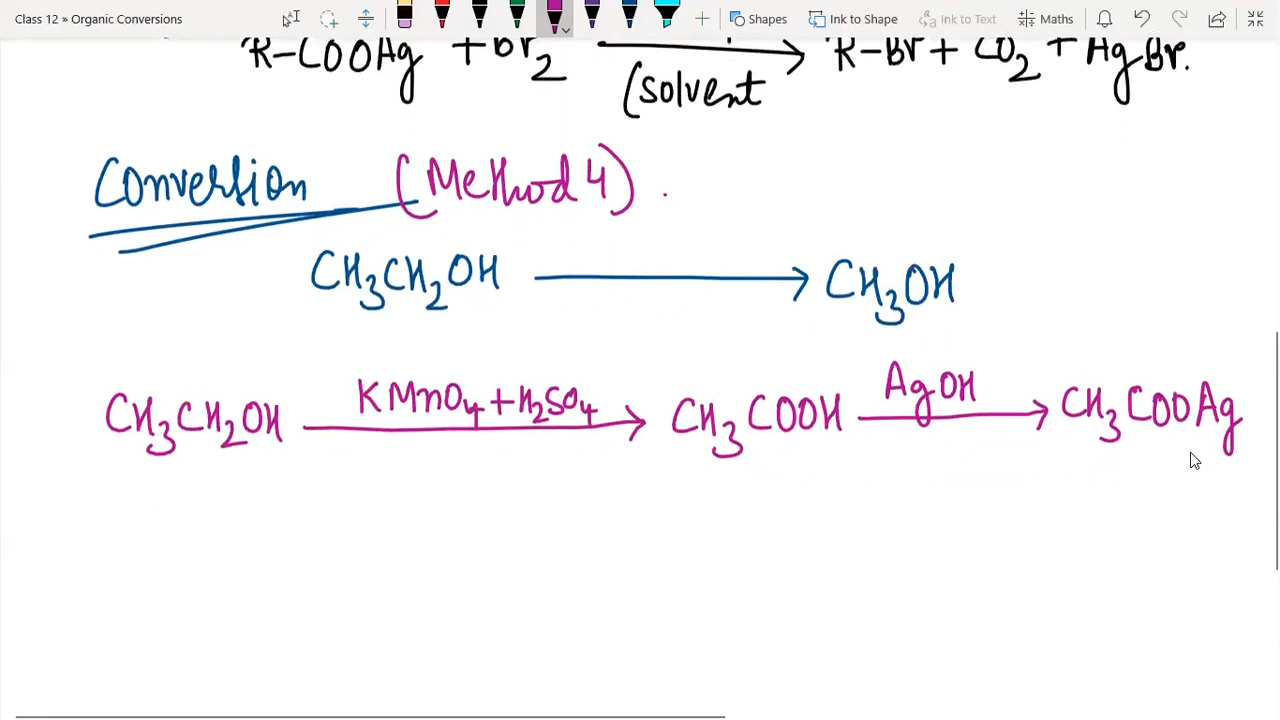 Class 12 » Organic Conversions
Shapes
Ink to Shape
Ink to Text
Maths
R-COOAg + Br2 → R-Br + CO2 + AgBr.
(solvent
Conversion (Method 4).
CH3CH2OH → CH3OH
CH3CH2OH KMnO4+H2SO4 → CH3COOH AgOH → CH3COOAg